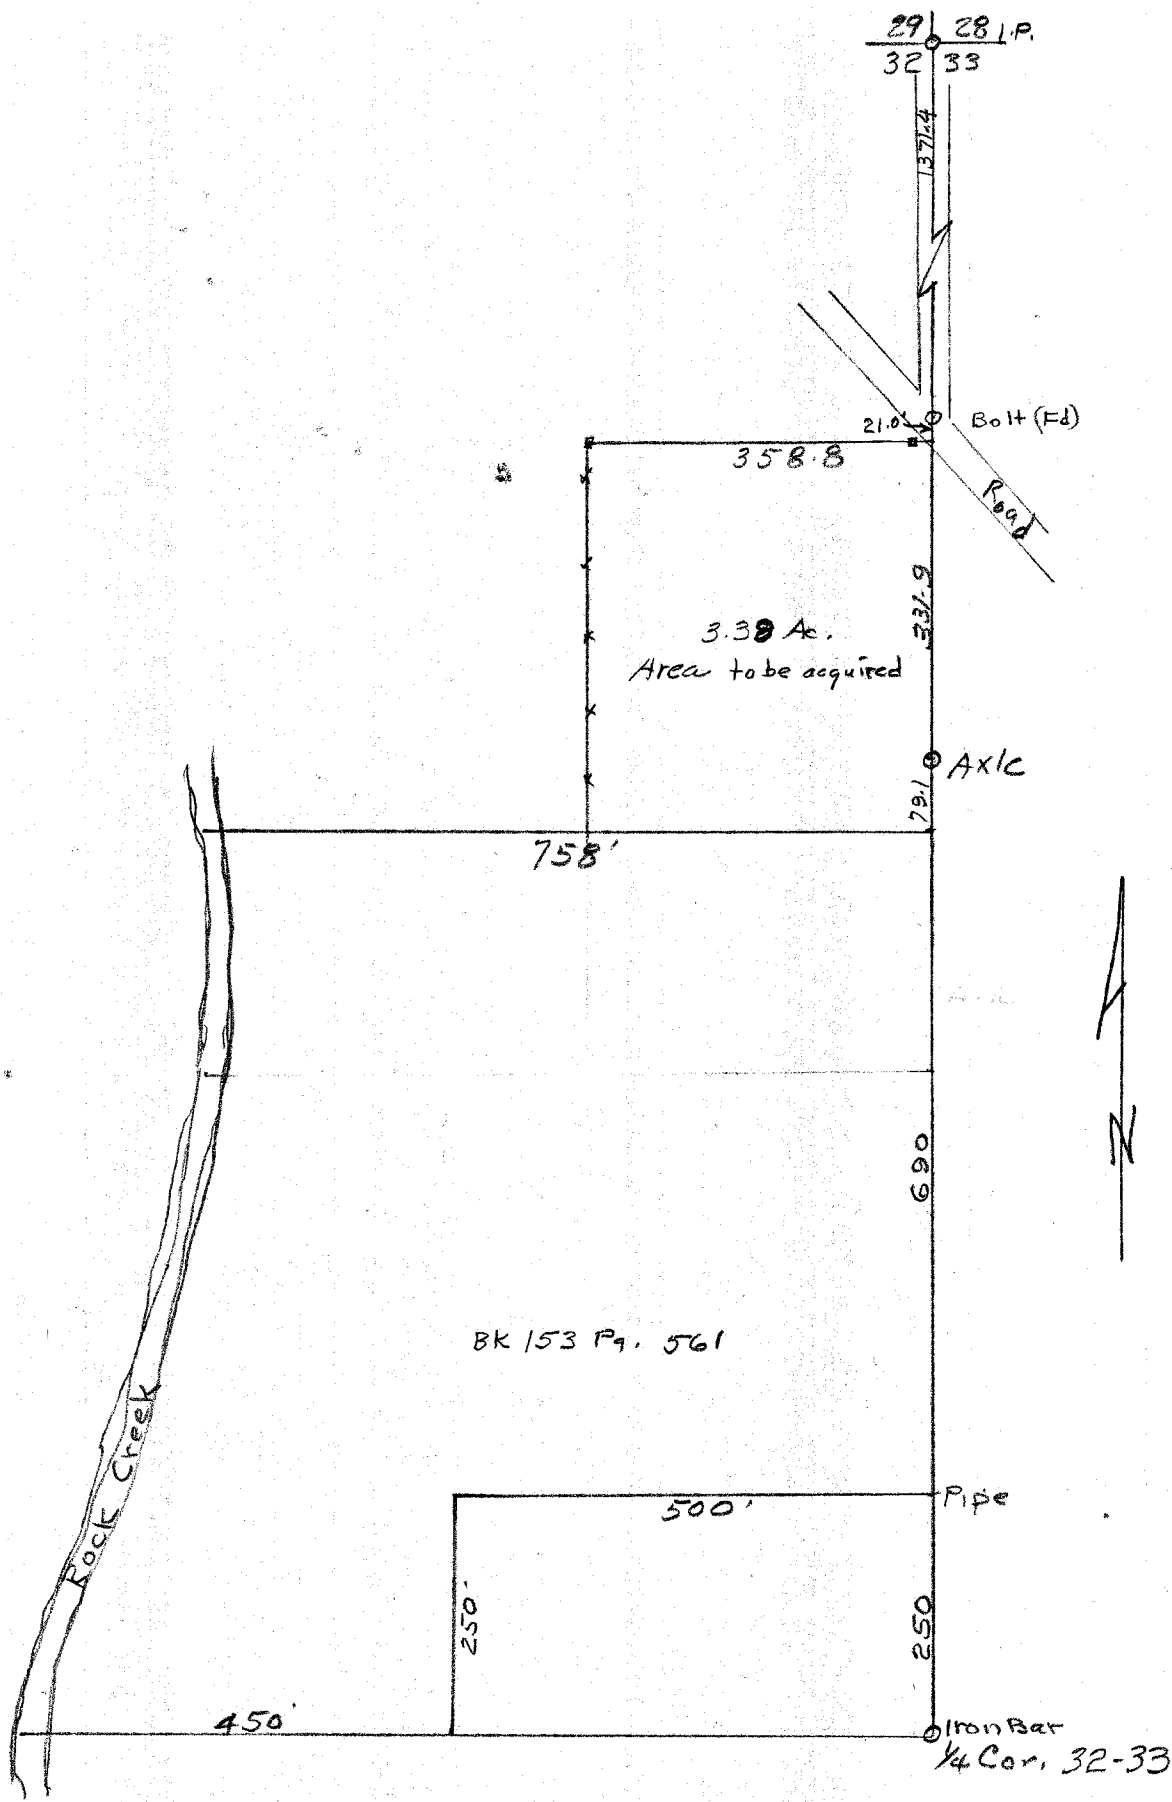 29 28 I.P.
32 33
1371.4
Bolt (Fd)
21.0'
358.8
Road
331.9
3.38 Ac.
Area to be acquired
Axle
79.1
758'
690
N
BK 153 Pg. 561
Rock Creek
Pipe
500'
250'
250
450'
Iron Bar
1/4 Cor. 32-33